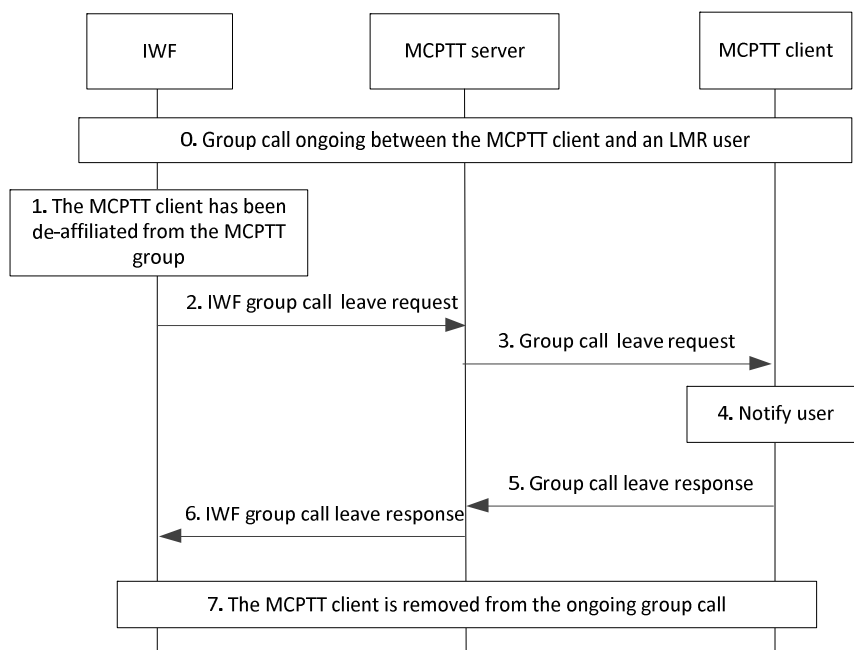 IWF
MCPTT server
MCPTT client
0. Group call ongoing between the MCPTT client and an LMR user
1. The MCPTT client has been
de-affiliated from the MCPTT
group
2. IWF group call leave request
3. Group call leave request
4. Notify user
5. Group call leave response
6. IWF group call leave response
7. The MCPTT client is removed from the ongoing group call